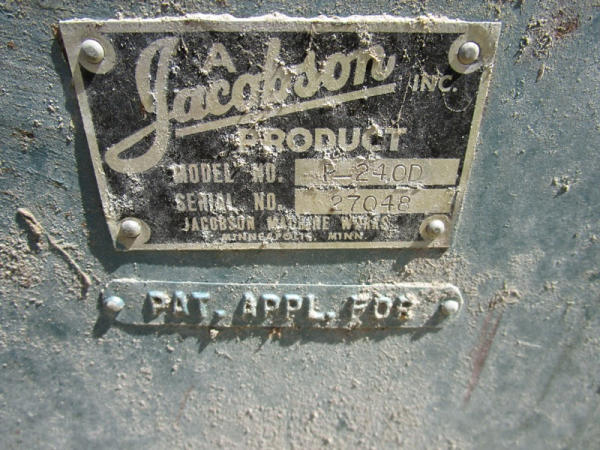 A
Jacobson INC.
PRODUCT
MODEL NO. P-240D
SERIAL NO. 27048
JACOBSON MACHINE WORKS
MINNEAPOLIS, MINN.
PAT. APPL. FOR